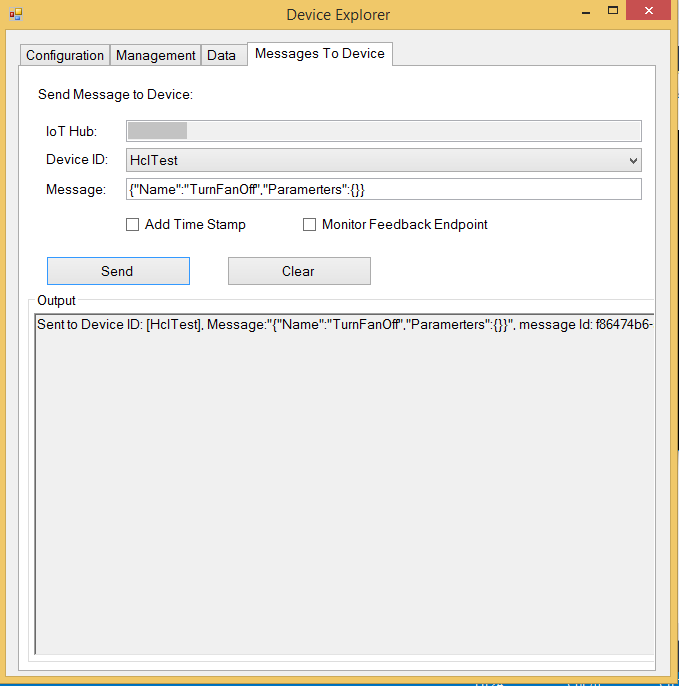 Device Explorer
Configuration Management Data Messages To Device
Send Message to Device:
IoT Hub:
Device ID: HclTest
Message: {"Name":"TurnFanOff","Paramerters":{}}
Add Time Stamp Monitor Feedback Endpoint
Send Clear
Output
Sent to Device ID: [HclTest], Message:"{"Name":"TurnFanOff","Paramerters":{}}", message Id: f86474b6-